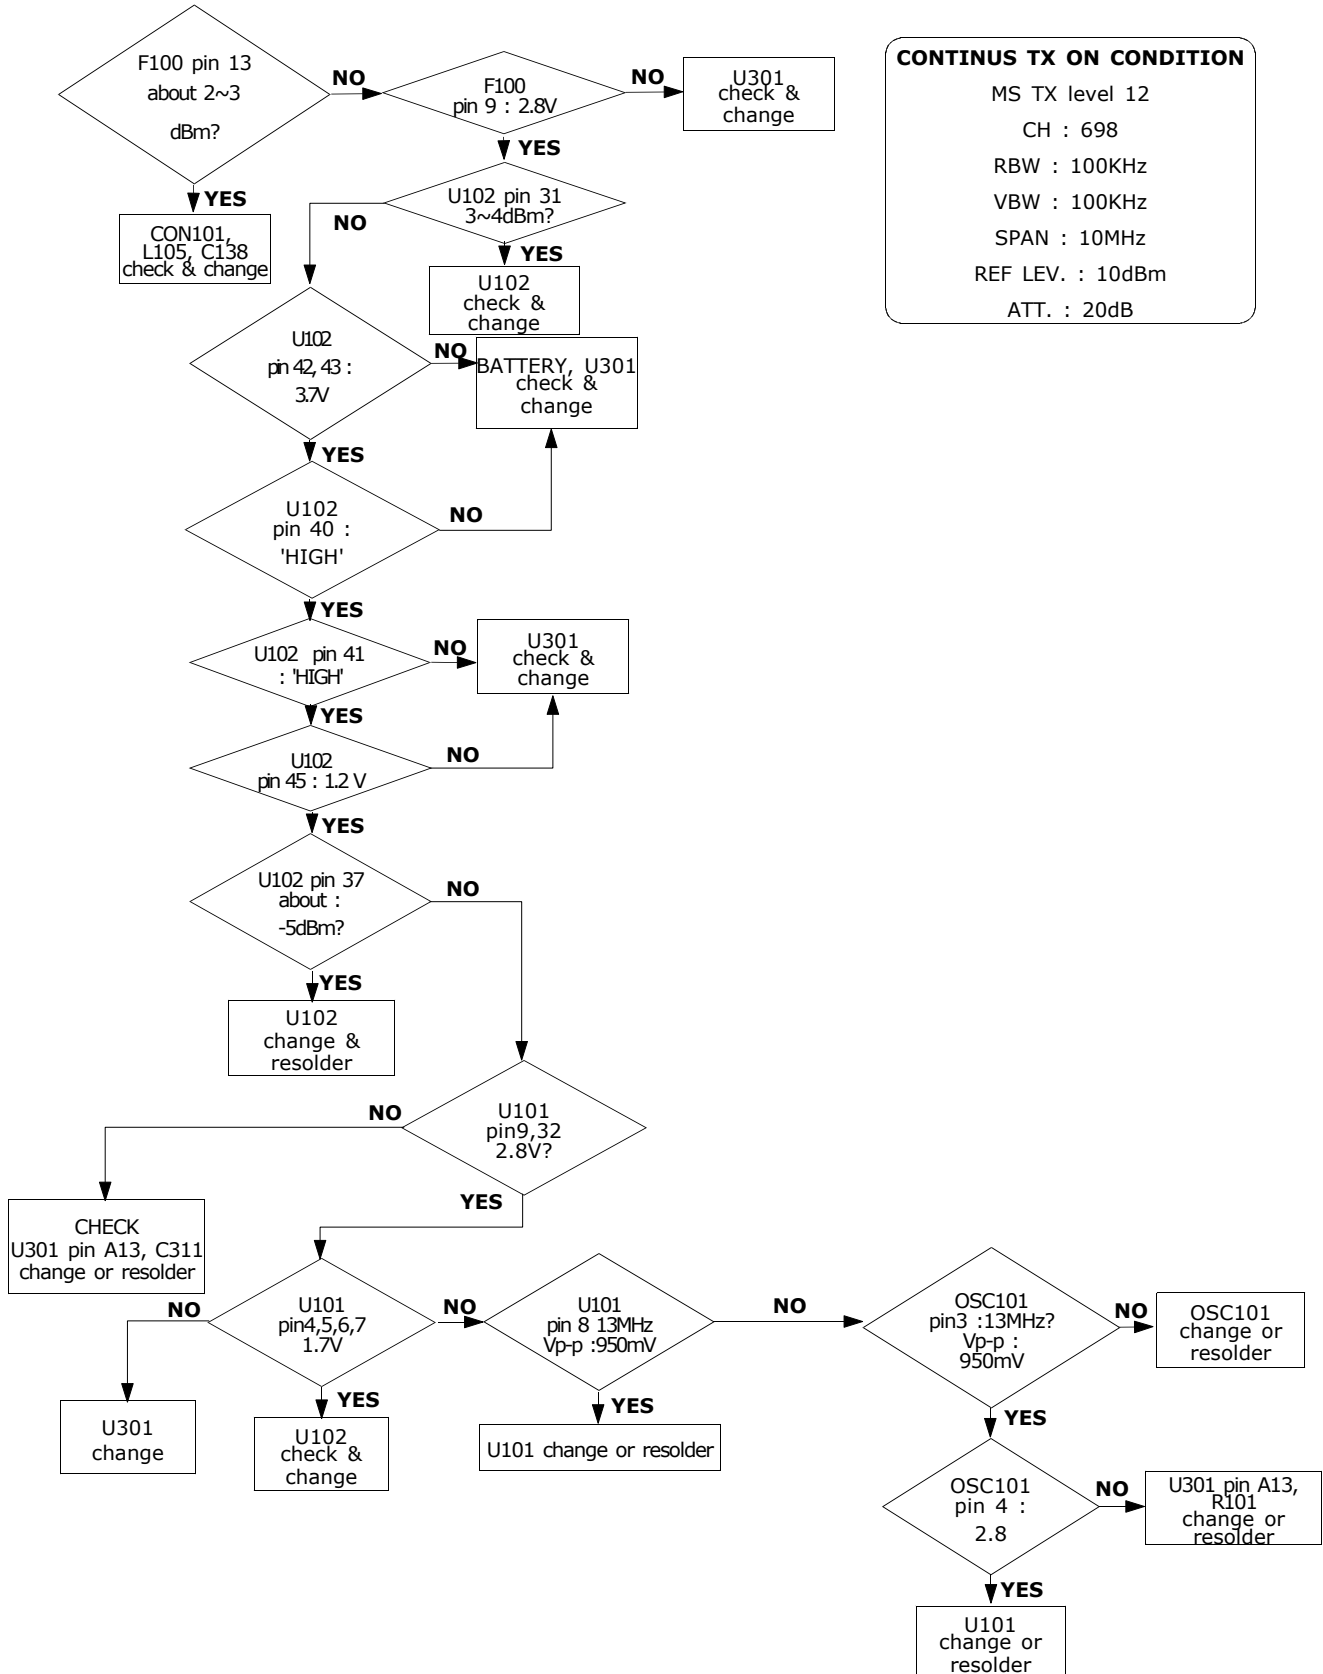 F100 pin 13
about 2~3
dBm?
NO
F100
pin 9 : 2.8V
NO
U301
check &
change
CONTINUS TX ON CONDITION
MS TX level 12
CH : 698
RBW : 100KHz
VBW : 100KHz
SPAN : 10MHz
REF LEV. : 10dBm
ATT. : 20dB
YES
CON101,
L105, C138
check & change
YES
U102 pin 31
3~4dBm?
NO
YES
U102
check &
change
U102
pin 42, 43 :
3.7V
NO
BATTERY, U301
check &
change
YES
U102
pin 40 :
'HIGH'
NO
YES
U102 pin 41
: 'HIGH'
NO
U301
check &
change
YES
U102
pin 45 : 1.2 V
NO
YES
U102 pin 37
about :
-5dBm?
NO
YES
U102
change &
resolder
U101
pin9,32
2.8V?
NO
CHECK
U301 pin A13, C311
change or resolder
YES
U101
pin4,5,6,7
1.7V
NO
U301
change
YES
U102
check &
change
NO
U101
pin 8 13MHz
Vp-p :950mV
YES
U101 change or resolder
NO
OSC101
pin3 :13MHz?
Vp-p :
950mV
NO
OSC101
change or
resolder
YES
OSC101
pin 4 :
2.8
NO
U301 pin A13,
R101
change or
resolder
YES
U101
change or
resolder